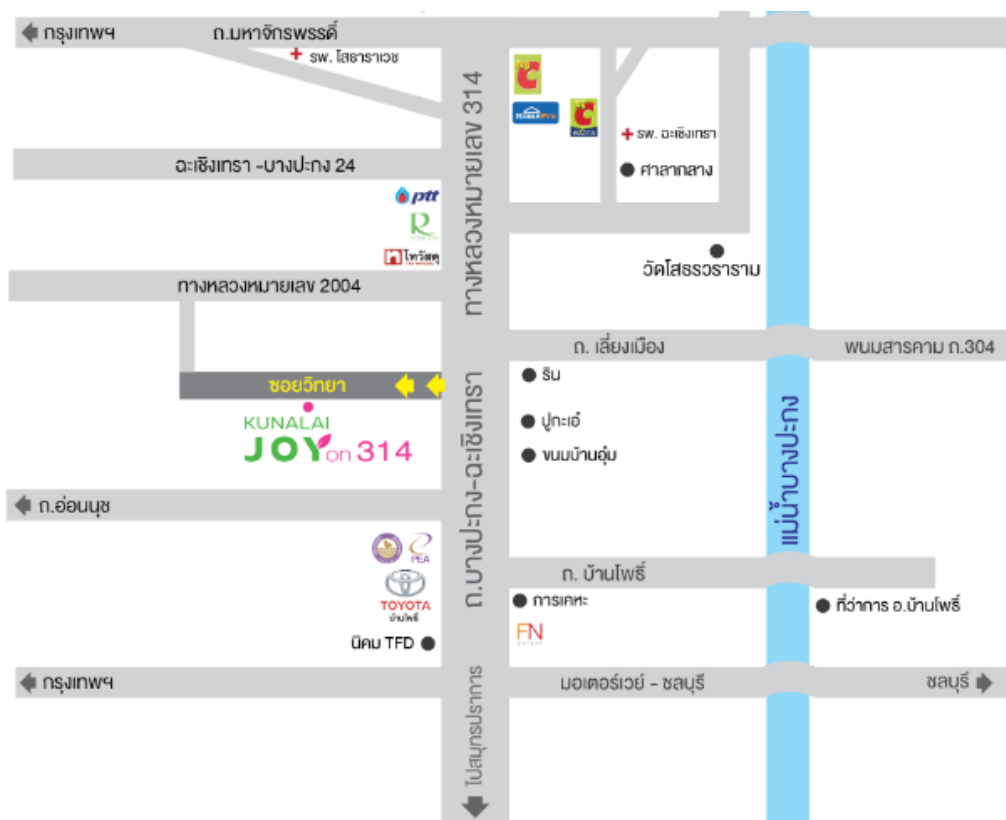 กรุงเทพฯ
ถ.มหาจักรพรรดิ์
รพ. โสธาราเวช
ทางหลวงหมายเลข 314
C
HomePro
C
รพ. ฉะเชิงเทรา
ศาลากลาง
ฉะเชิงเทรา -บางปะกง 24
ptt
R
ไทวัสดุ
วัดโสธรวราราม
ทางหลวงหมายเลข 2004
ถ. เลี่ยงเมือง
พนมสารคาม ถ.304
ซอยวิทยา
KUNALAI
JOY on 314
ริน
ปูกะเอ๋
ขนมบ้านอุ๋ม
ถ.บางปะกง-ฉะเชิงเทรา
แม่น้ำบางปะกง
ถ.อ่อนนุช
PEA
TOYOTA
บ้านโพธิ์
นิคม TFD
ถ. บ้านโพธิ์
การเคหะ
FN
ที่ว่าการ อ.บ้านโพธิ์
กรุงเทพฯ
มอเตอร์เวย์ - ชลบุรี
ชลบุรี
ไปสมุทรปราการ